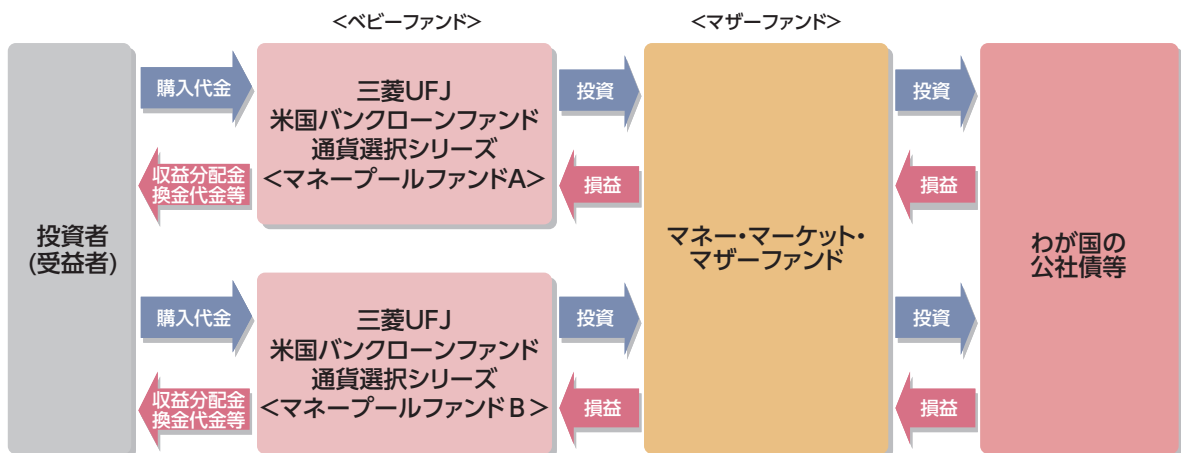 <ベビーファンド>
<マザーファンド>
投資者
(受益者)
購入代金
収益分配金
換金代金等
三菱UFJ
米国バンクローンファンド
通貨選択シリーズ
<マネープールファンドA>
投資
損益
購入代金
収益分配金
換金代金等
三菱UFJ
米国バンクローンファンド
通貨選択シリーズ
<マネープールファンドB>
投資
損益
マネー・マーケット・
マザーファンド
投資
損益
投資
損益
わが国の
公社債等